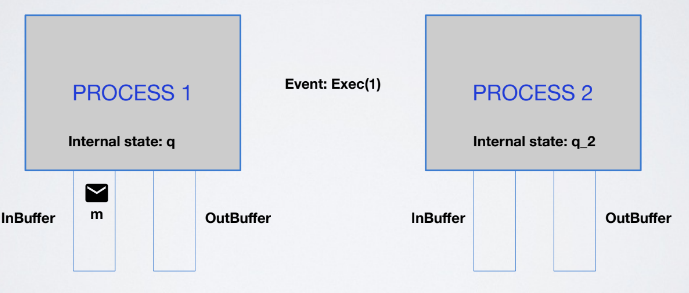 PROCESS 1
Internal state: q
Event: Exec(1)
PROCESS 2
Internal state: q_2
m
InBuffer
OutBuffer
InBuffer
OutBuffer